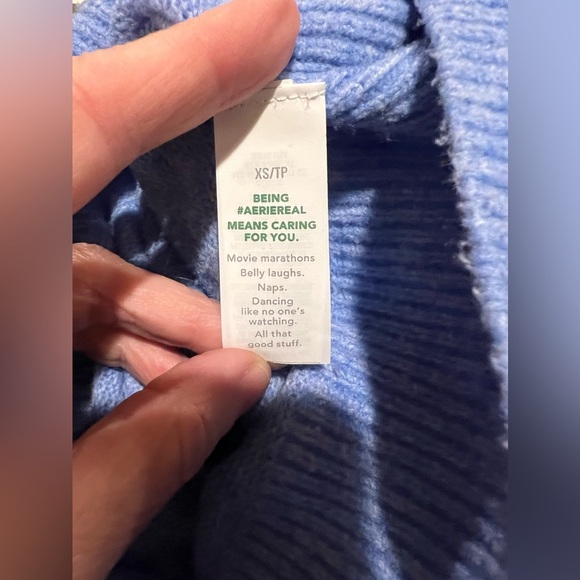 XS/TP
BEING
#AERIEREAL
MEANS CARING
FOR YOU.
Movie marathons
Belly laughs.
Naps.
Dancing
like no one's
watching.
All that
good stuff.